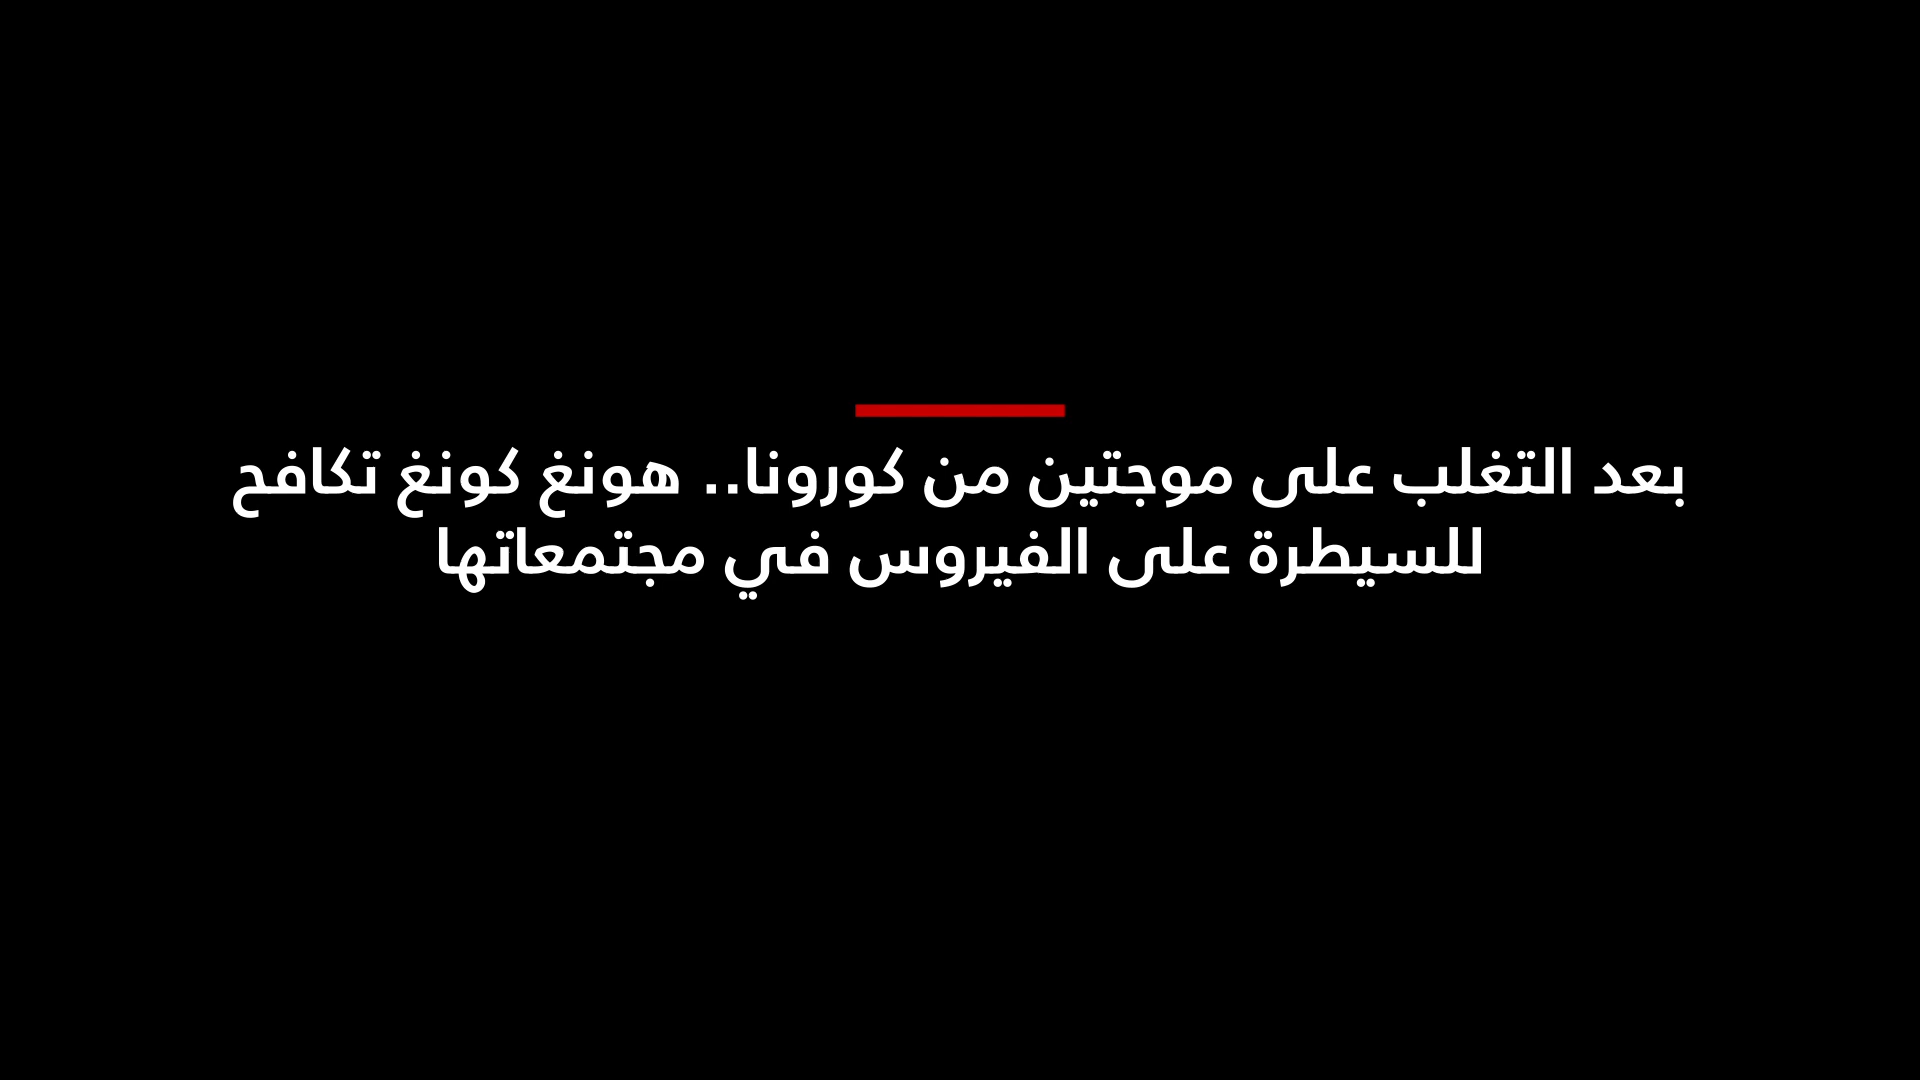 بعد التغلب على موجتين من كورونا.. هونغ كونغ تكافح
للسيطرة على الفيروس في مجتمعاتها